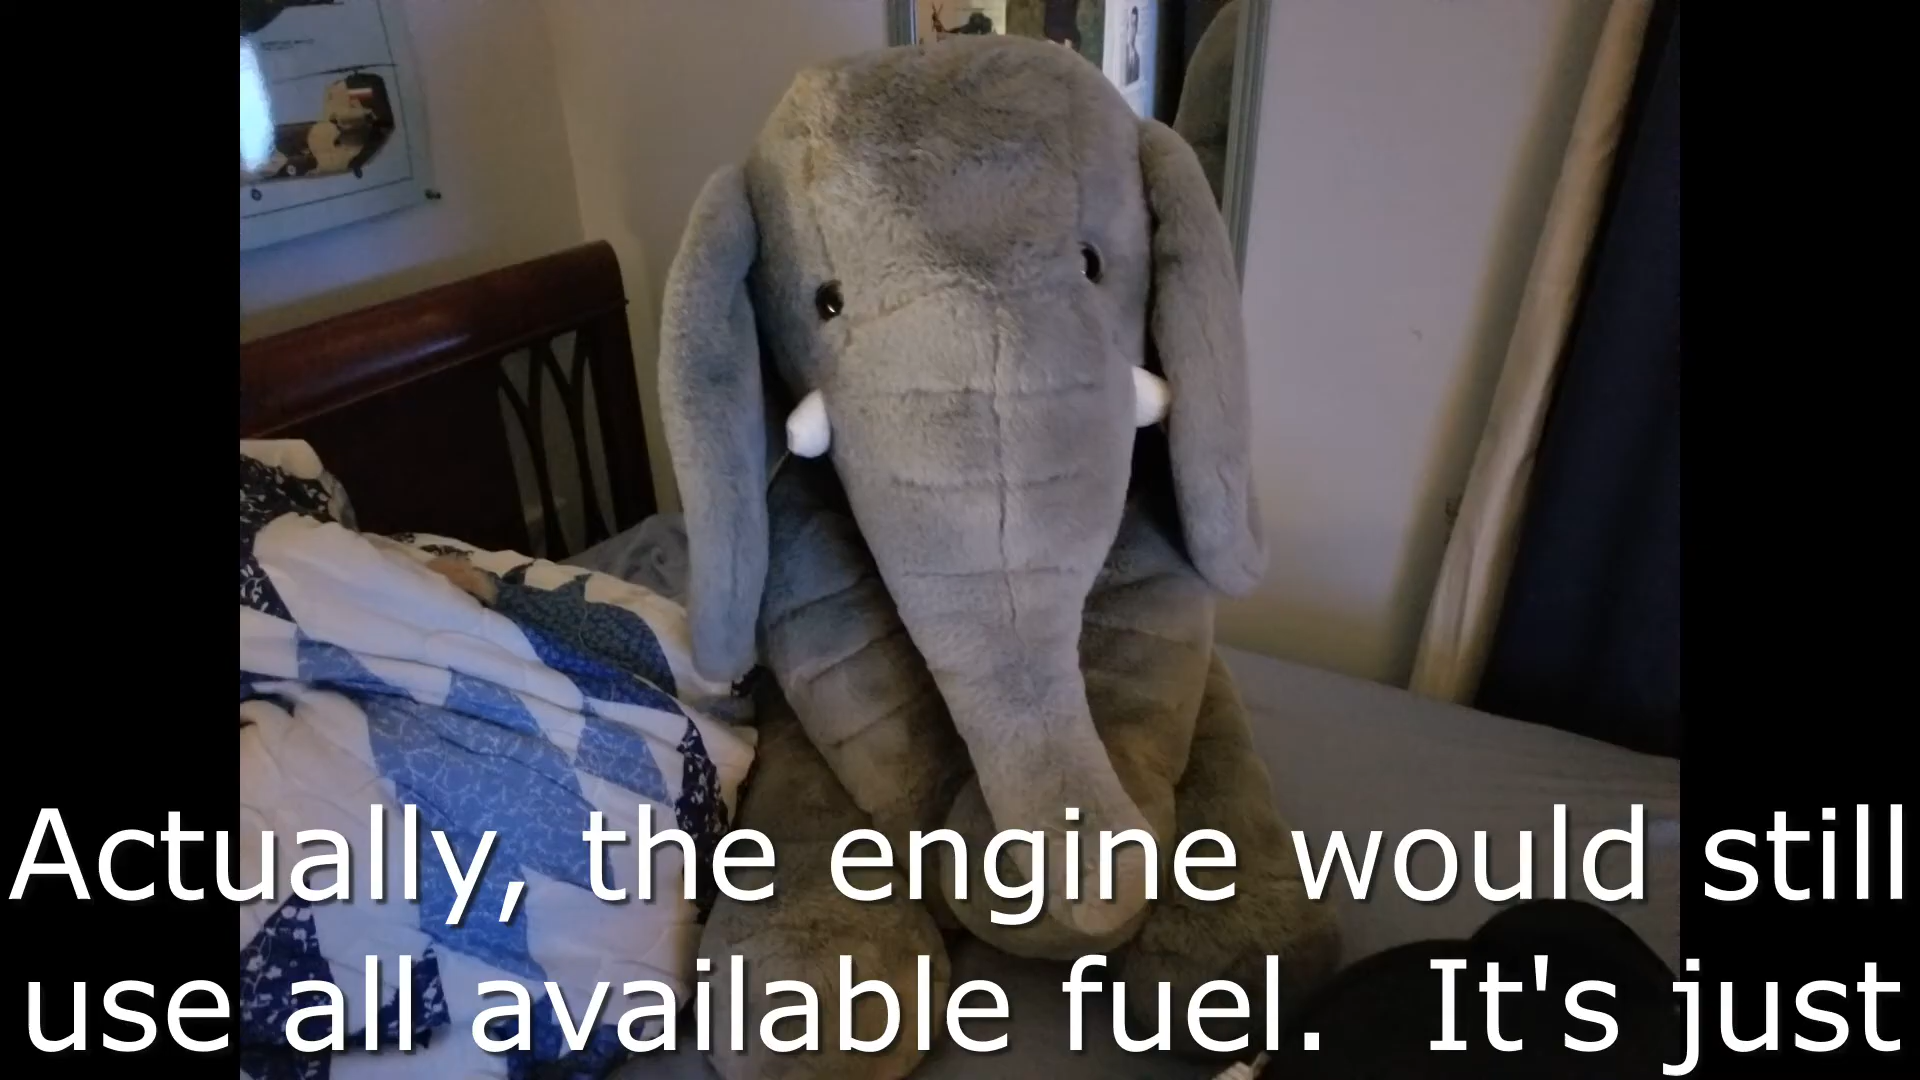 Actually, the engine would still
use all available fuel.  It's just